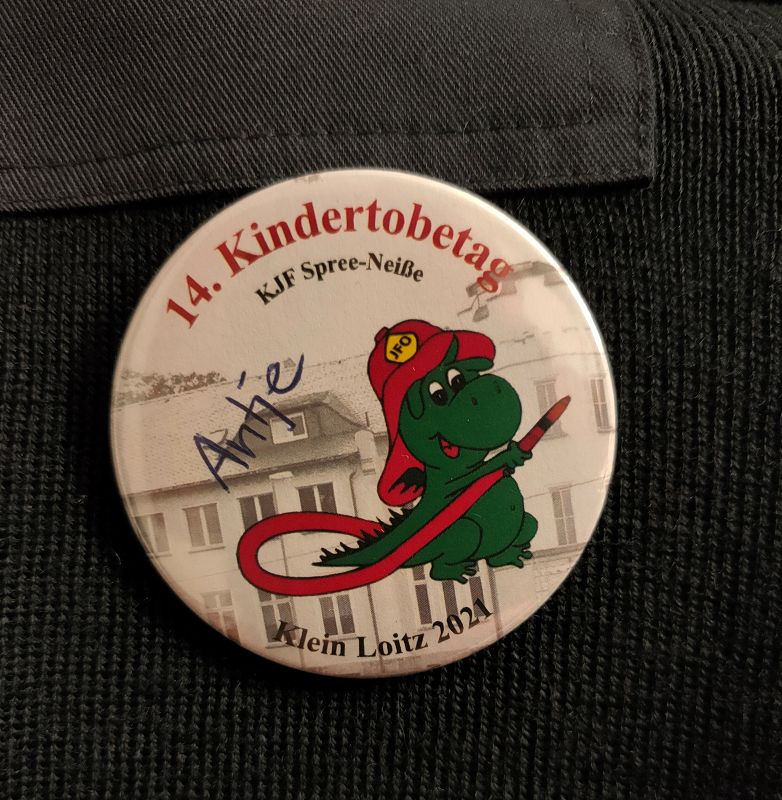 14. Kindertobetag
KJF Spree-Neiße
JFO
Antje
Klein Loitz 2021